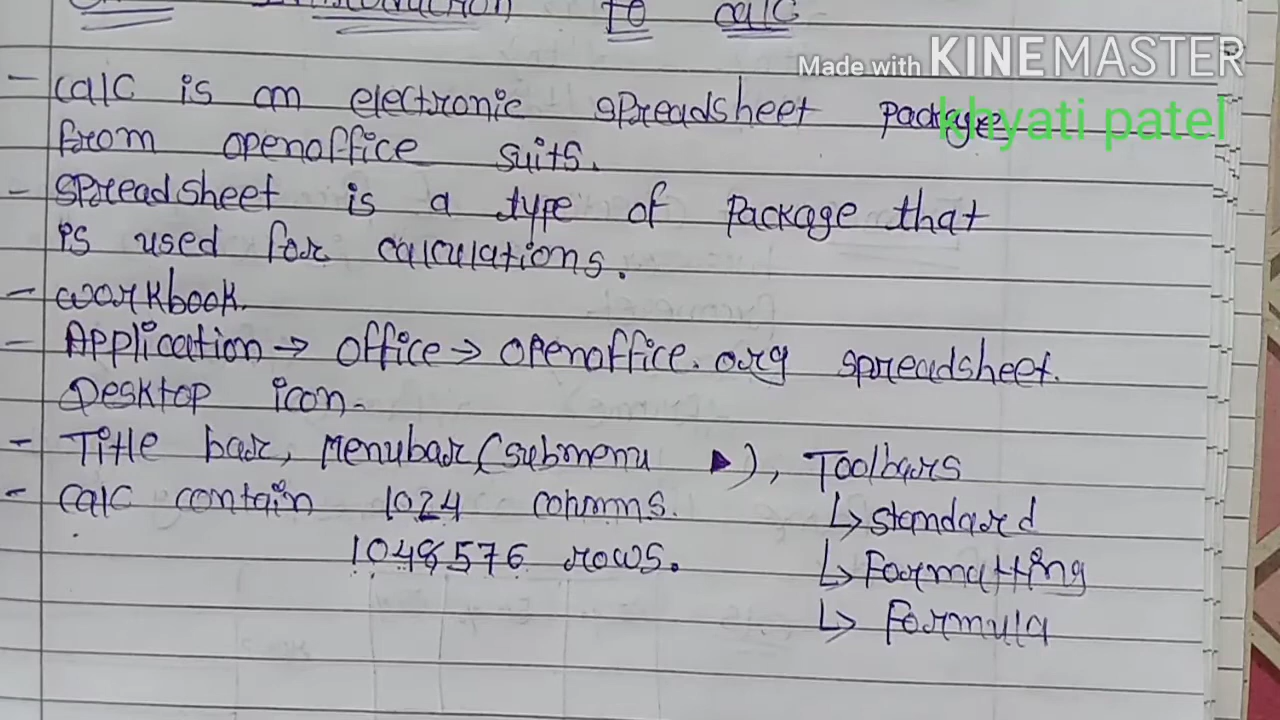 Introduction to calc
Made with KINEMASTER
khyati patel
- calc is an electronic spreadsheet package
from openoffice suits.
- spreadsheet is a type of package that
is used for calculations.
- workbook.
- Application → office → openoffice.org spreadsheet.
Desktop icon.
- Title bar, Menubar (submenu ▶), Toolbars
- calc contain 1024 columns.
↳ standard
1048576 rows.
↳ Formatting
↳ Formula